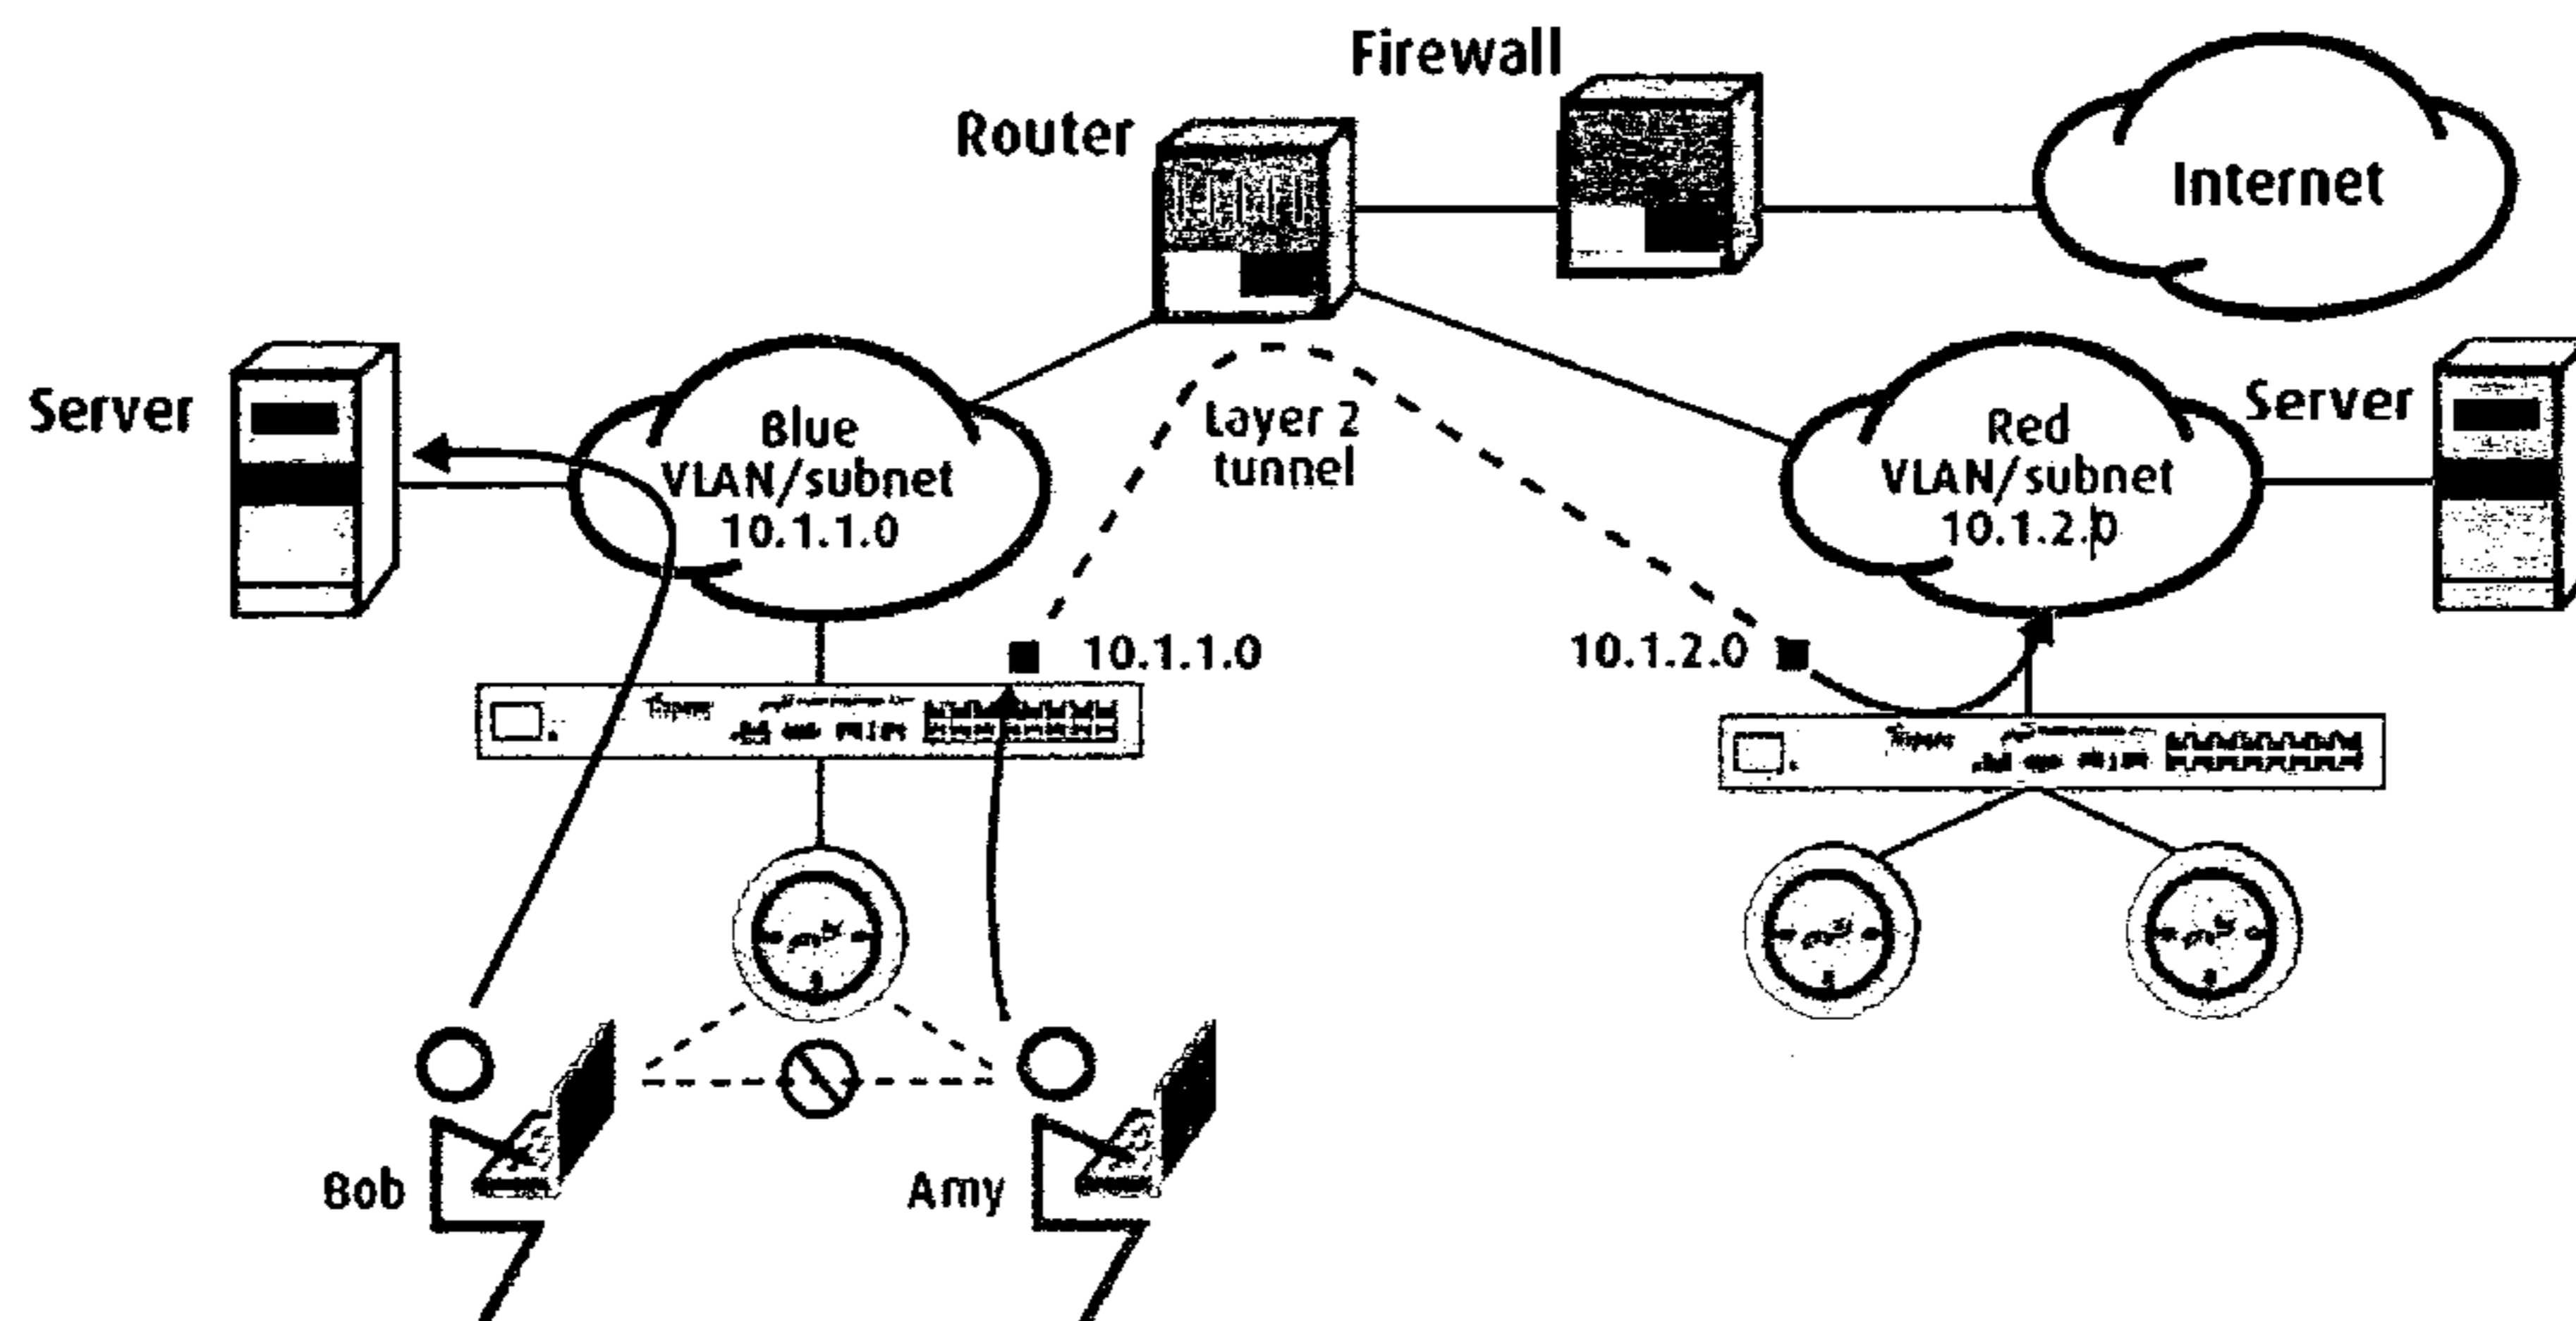 Firewall
Router
Internet
Server
Blue
VLAN/subnet
10.1.1.0
Layer 2
tunnel
Red
VLAN/subnet
10.1.2.0
Server
10.1.1.0
10.1.2.0
Bob
Amy